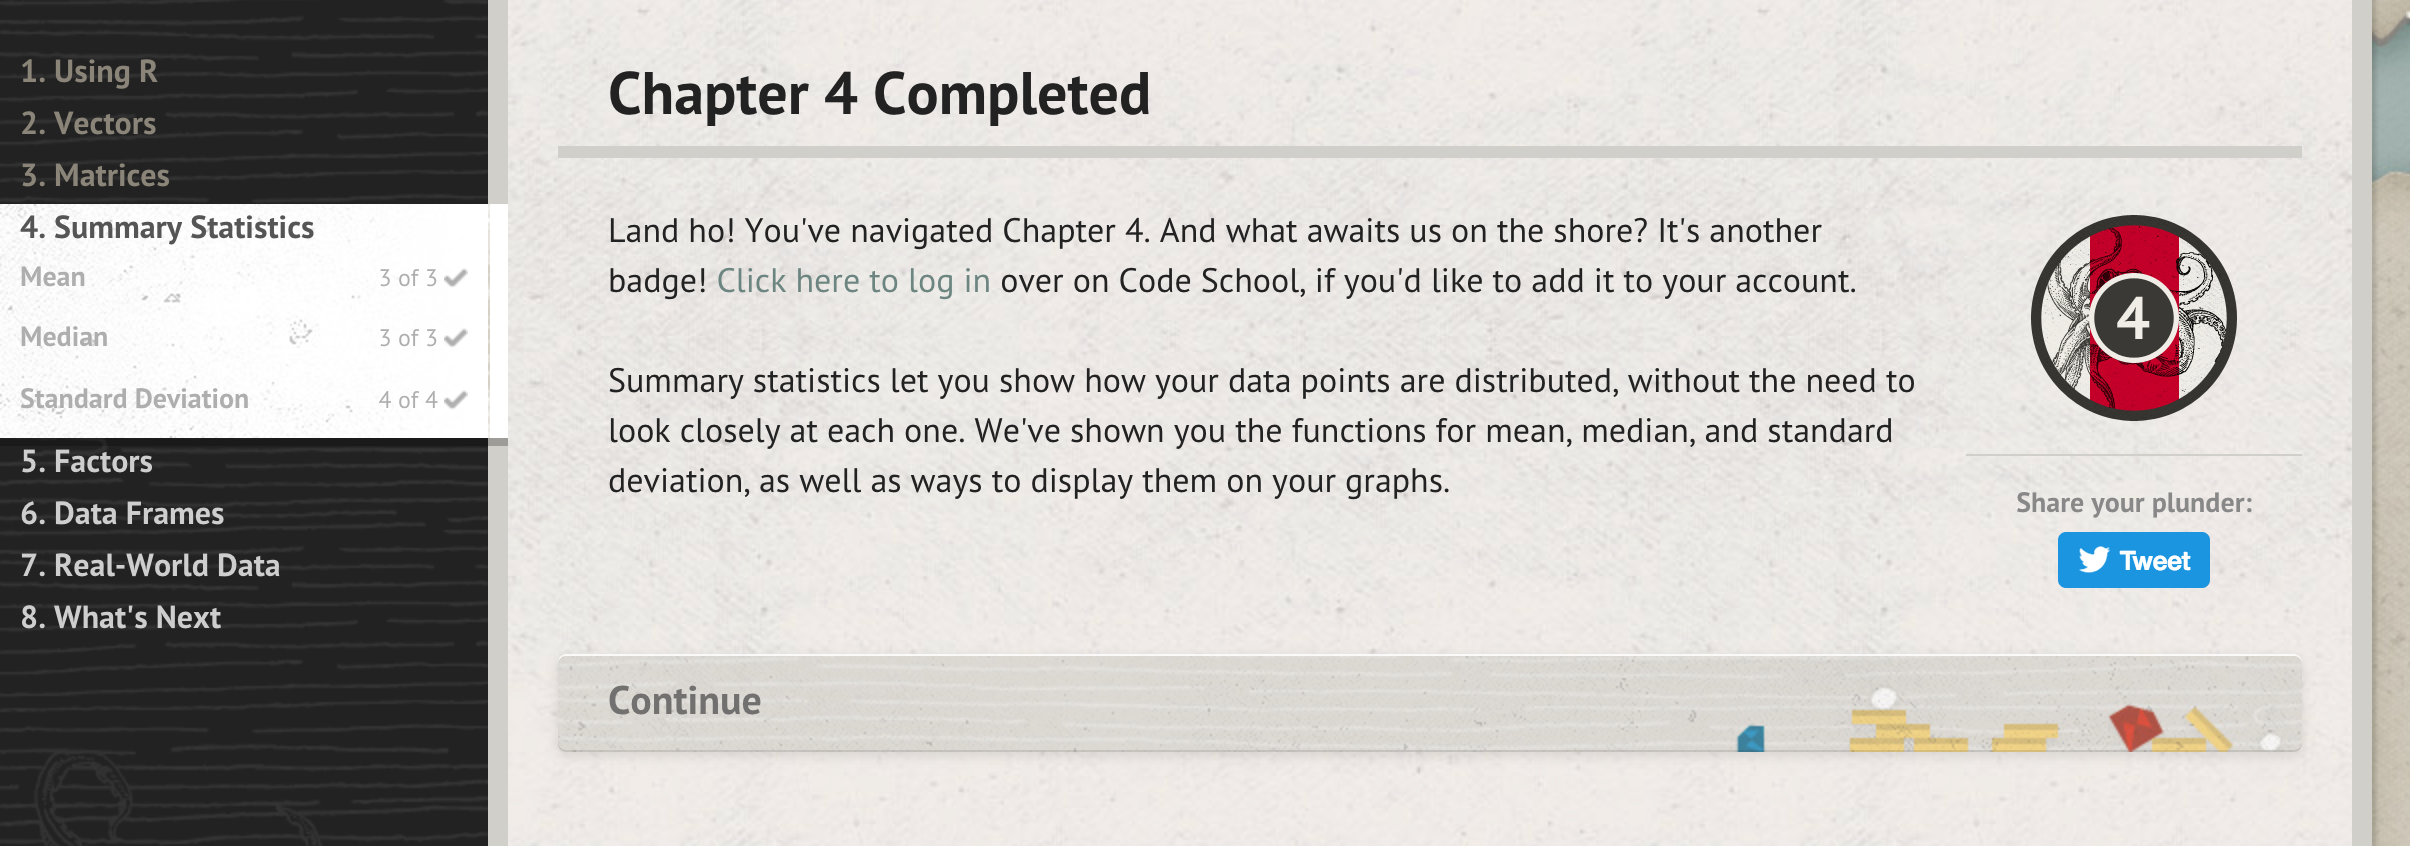 1. Using R
2. Vectors
3. Matrices
4. Summary Statistics
Mean 3 of 3
Median 3 of 3
Standard Deviation 4 of 4
5. Factors
6. Data Frames
7. Real-World Data
8. What's Next
Chapter 4 Completed
Land ho! You've navigated Chapter 4. And what awaits us on the shore? It's another
badge! Click here to log in over on Code School, if you'd like to add it to your account.
Summary statistics let you show how your data points are distributed, without the need to
look closely at each one. We've shown you the functions for mean, median, and standard
deviation, as well as ways to display them on your graphs.
4
Share your plunder:
Tweet
Continue